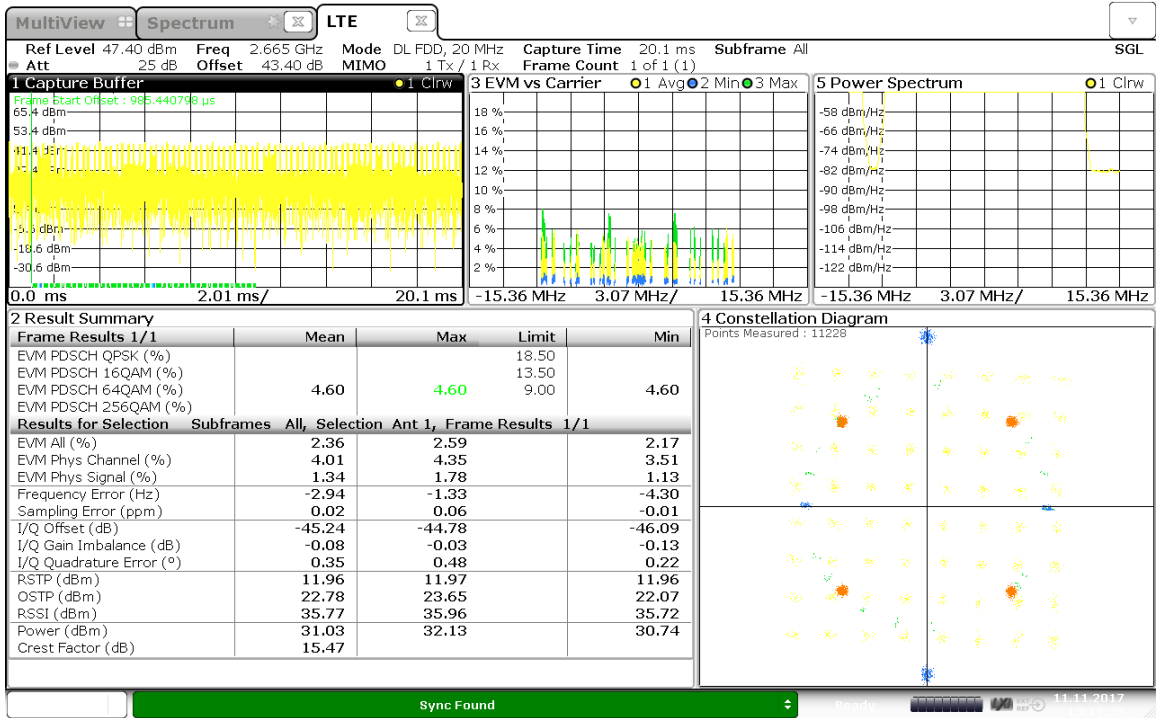 MultiView Spectrum LTE
Ref Level 47.40 dBm Freq 2.665 GHz Mode DL FDD, 20 MHz Capture Time 20.1 ms Subframe All SGL
Att 25 dB Offset 43.40 dB MIMO 1 Tx / 1 Rx Frame Count 1 of 1 (1)
1 Capture Buffer 1 Clrw
Frame Start Offset : 985.440798 µs
65.4 dBm
53.4 dBm
-18.6 dBm
-30.6 dBm
0.0 ms 2.01 ms/ 20.1 ms
3 EVM vs Carrier 1 Avg 2 Min 3 Max
18 %
16 %
14 %
12 %
10 %
8 %
6 %
4 %
2 %
-15.36 MHz 3.07 MHz/ 15.36 MHz
5 Power Spectrum 1 Clrw
-58 dBm/Hz
-66 dBm/Hz
-74 dBm/Hz
-82 dBm/Hz
-90 dBm/Hz
-98 dBm/Hz
-106 dBm/Hz
-114 dBm/Hz
-122 dBm/Hz
-15.36 MHz 3.07 MHz/ 15.36 MHz
2 Result Summary
Frame Results 1/1 Mean Max Limit Min
EVM PDSCH QPSK (%) 18.50
EVM PDSCH 16QAM (%) 13.50
EVM PDSCH 64QAM (%) 4.60 4.60 9.00 4.60
EVM PDSCH 256QAM (%)
Results for Selection Subframes All, Selection Ant 1, Frame Results 1/1
EVM All (%) 2.36 2.59 2.17
EVM Phys Channel (%) 4.01 4.35 3.51
EVM Phys Signal (%) 1.34 1.78 1.13
Frequency Error (Hz) -2.94 -1.33 -4.30
Sampling Error (ppm) 0.02 0.06 -0.01
I/Q Offset (dB) -45.24 -44.78 -46.09
I/Q Gain Imbalance (dB) -0.08 -0.03 -0.13
I/Q Quadrature Error (º) 0.35 0.48 0.22
RSTP (dBm) 11.96 11.97 11.96
OSTP (dBm) 22.78 23.65 22.07
RSSI (dBm) 35.77 35.96 35.72
Power (dBm) 31.03 32.13 30.74
Crest Factor (dB) 15.47
4 Constellation Diagram
Points Measured : 11228
Sync Found Ready LXI EXT REF 11.11.2017